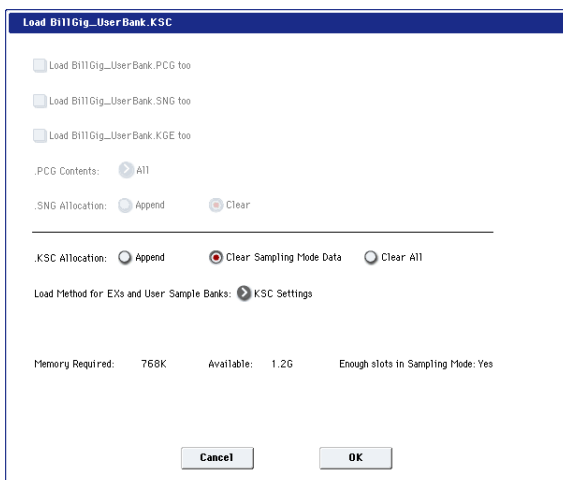 Load BillGig_UserBank.KSC
Load BillGig_UserBank.PCG too
Load BillGig_UserBank.SNG too
Load BillGig_UserBank.KGE too
.PCG Contents: All
.SNG Allocation: Append Clear
.KSC Allocation: Append Clear Sampling Mode Data Clear All
Load Method for EXs and User Sample Banks: KSC Settings
Memory Required: 768K Available: 1.2G Enough slots in Sampling Mode: Yes
Cancel OK